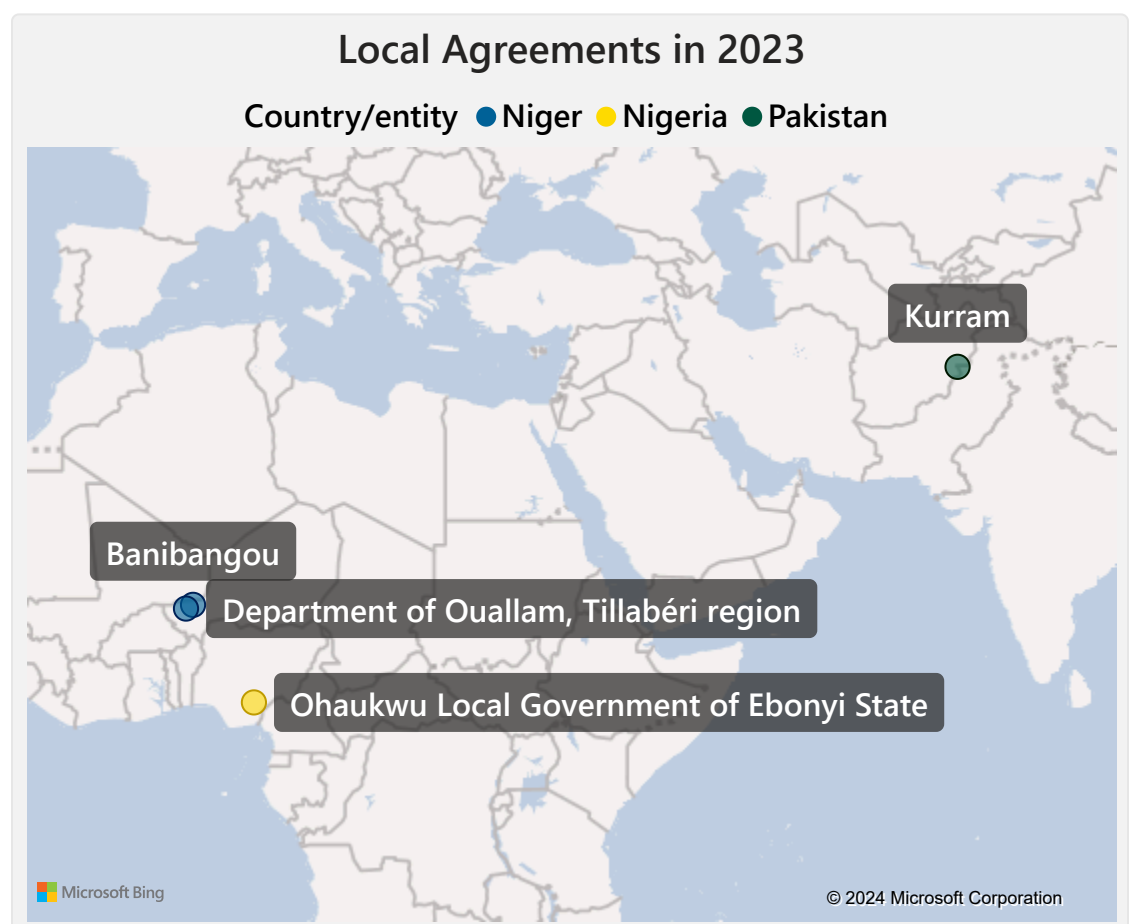 Local Agreements in 2023
Country/entity Niger Nigeria Pakistan
Kurram
Banibangou
Department of Ouallam, Tillabéri region
Ohaukwu Local Government of Ebonyi State
Microsoft Bing
© 2024 Microsoft Corporation